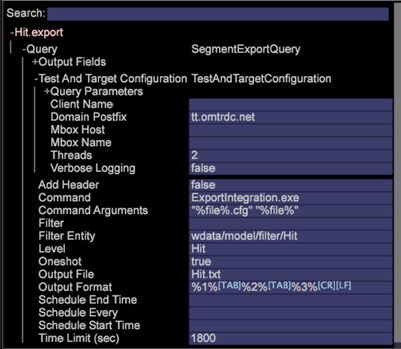 Search:
-Hit.export
-Query SegmentExportQuery
+Output Fields
-Test And Target Configuration TestAndTargetConfiguration
+Query Parameters
Client Name
Domain Postfix tt.omtrdc.net
Mbox Host
Mbox Name
Threads 2
Verbose Logging false
Add Header false
Command ExportIntegration.exe
Command Arguments "%file%.cfg" "%file%"
Filter
Filter Entity wdata/model/filter/Hit
Level Hit
Oneshot true
Output File Hit.txt
Output Format %1%[TAB]%2%[TAB]%3%[CR][LF]
Schedule End Time
Schedule Every
Schedule Start Time
Time Limit (sec) 1800